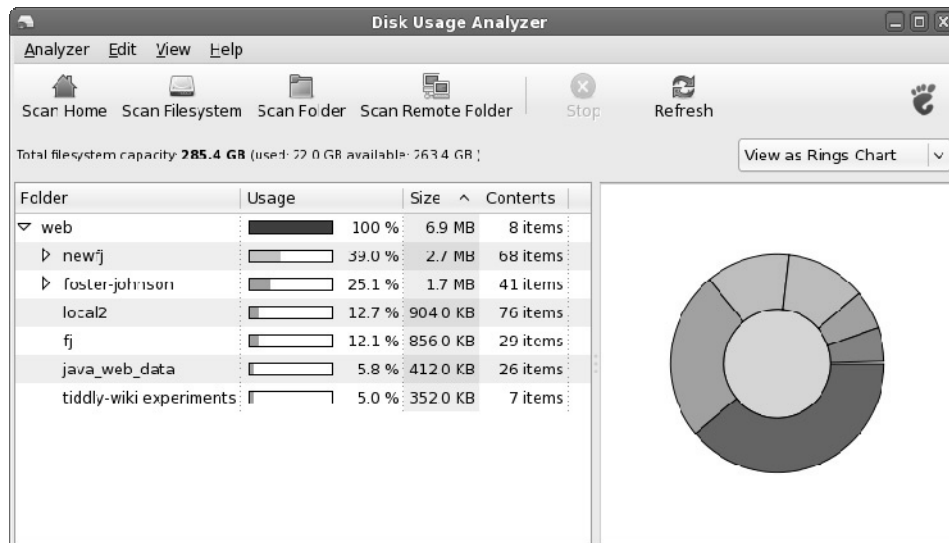 Disk Usage Analyzer
Analyzer Edit View Help
Scan Home Scan Filesystem Scan Folder Scan Remote Folder Stop Refresh
Total filesystem capacity: 285.4 GB (used: 22.0 GB available: 263.4 GB )
View as Rings Chart
Folder Usage Size Contents
web 100 % 6.9 MB 8 items
newfj 39.0 % 2.7 MB 68 items
foster-johnson 25.1 % 1.7 MB 41 items
local2 12.7 % 904.0 KB 76 items
fj 12.1 % 856.0 KB 29 items
java_web_data 5.8 % 412.0 KB 26 items
tiddly-wiki experiments 5.0 % 352.0 KB 7 items